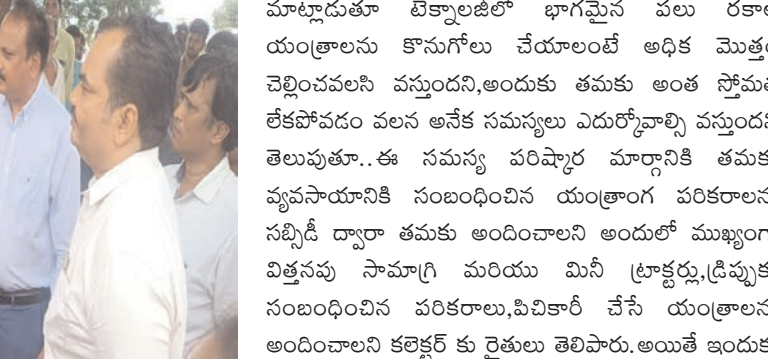 మాట్లాడుతూ టెక్నాలజీలో భాగమైన పలు రకాల
యంత్రాలను కొనుగోలు చేయాలంటే అధిక మొత్తం
చెల్లించవలసి వస్తుందని,అందుకు తమకు అంత స్తోమత
లేకపోవడం వలన అనేక సమస్యలు ఎదుర్కోవాల్సి వస్తుందని
తెలుపుతూ..ఈ సమస్య పరిష్కార మార్గానికి తమకు
వ్యవసాయానికి సంబంధించిన యంత్రాంగ పరికరాలను
సబ్సిడీ ద్వారా తమకు అందించాలని అందులో ముఖ్యంగా
విత్తనపు సామాగ్రి మరియు మినీ ట్రాక్టర్లు,డ్రిప్పుకు
సంబంధించిన పరికరాలు,పిచికారీ చేసే యంత్రాలను
అందించాలని కలెక్టర్ కు రైతులు తెలిపారు.అయితే ఇందుకు